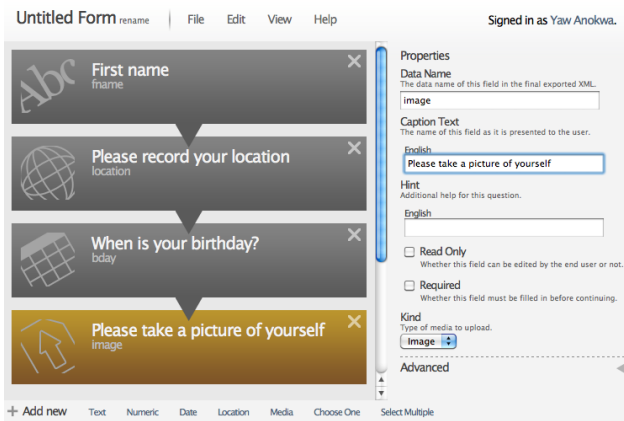 Untitled Form rename File Edit View Help Signed in as Yaw Anokwa.
Abc
First name
fname
Please record your location
location
When is your birthday?
bday
Please take a picture of yourself
image
Properties
Data Name
The data name of this field in the final exported XML.
image
Caption Text
The name of this field as it is presented to the user.
English
Please take a picture of yourself
Hint
Additional help for this question.
English
Read Only
Whether this field can be edited by the end user or not.
Required
Whether this field must be filled in before continuing.
Kind
Type of media to upload.
Image
Advanced
+ Add new Text Numeric Date Location Media Choose One Select Multiple